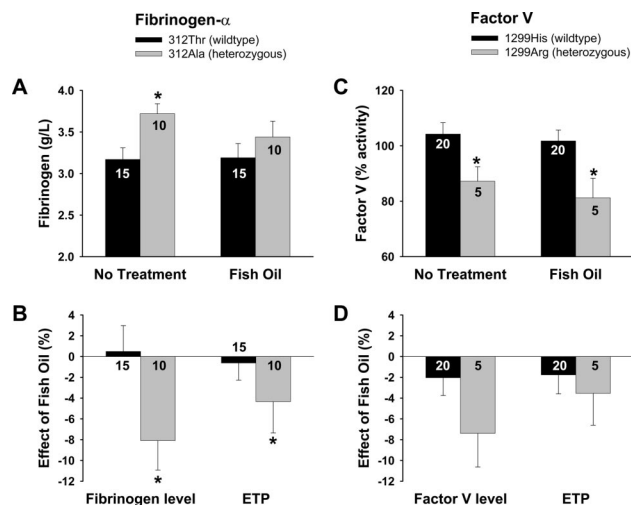 Fibrinogen-α
312Thr (wildtype)
312Ala (heterozygous)
Factor V
1299His (wildtype)
1299Arg (heterozygous)
A
Fibrinogen (g/L)
4.0
3.5
3.0
2.5
2.0
15
*
10
15
10
No Treatment
Fish Oil
C
Factor V (% activity)
120
100
80
60
20
*
5
20
*
5
No Treatment
Fish Oil
B
Effect of Fish Oil (%)
4
2
0
-2
-4
-6
-8
-10
-12
15
10
*
15
10
*
Fibrinogen level
ETP
D
Effect of Fish Oil (%)
4
2
0
-2
-4
-6
-8
-10
-12
20
5
20
5
Factor V level
ETP